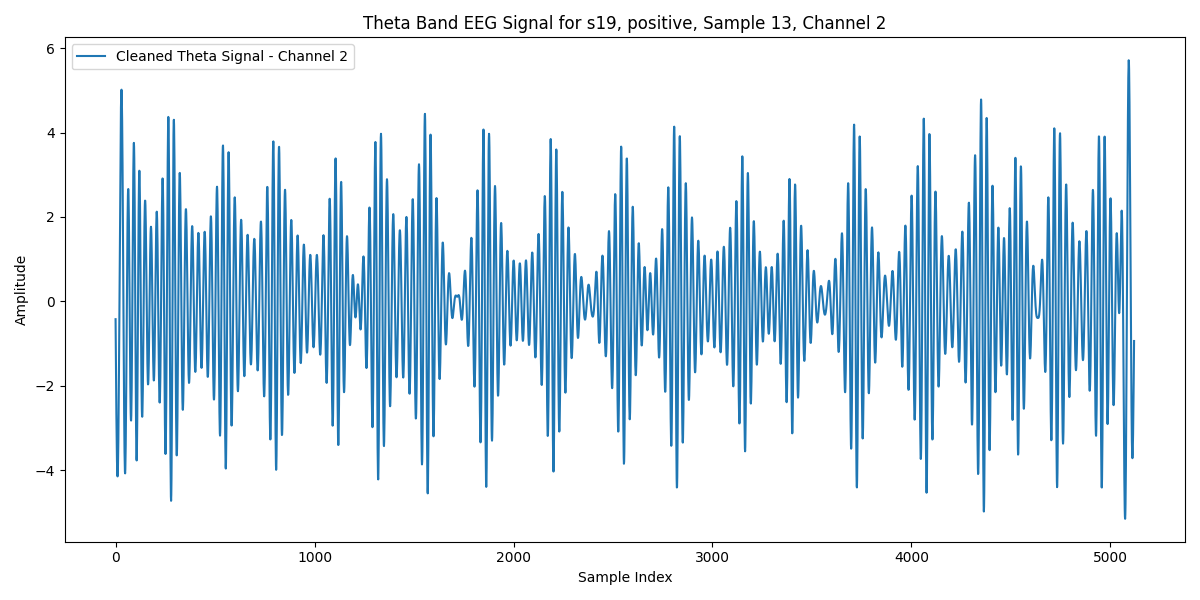 Theta Band EEG Signal for s19, positive, Sample 13, Channel 2
Cleaned Theta Signal - Channel 2
6
4
2
0
−2
−4
Amplitude
0 1000 2000 3000 4000 5000
Sample Index